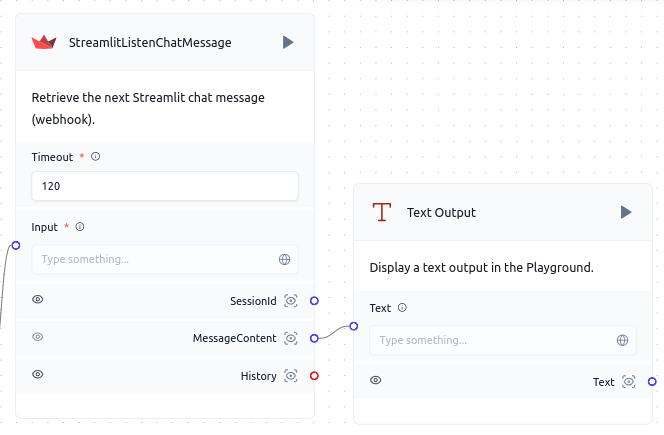 StreamlitListenChatMessage
Retrieve the next Streamlit chat message
(webhook).
Timeout *
120
Input *
Type something...
SessionId
MessageContent
History
Text Output
Display a text output in the Playground.
Text
Type something...
Text